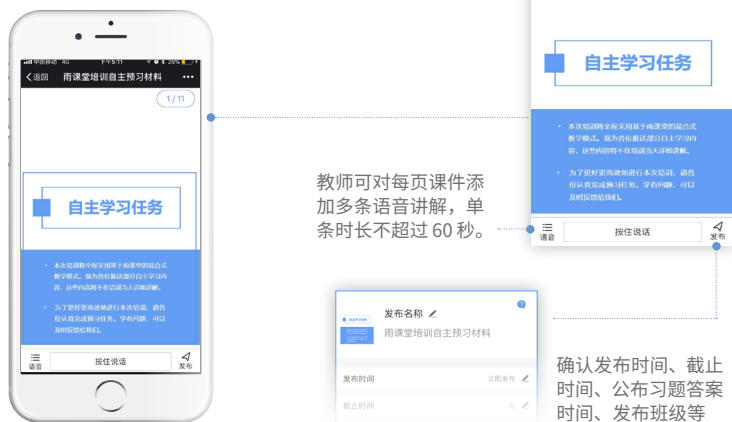 中国移动 4G 下午5:11 26%
返回 雨课堂培训自主预习材料
1/11
自主学习任务
· 本次培训将全程采用基于雨课堂的混合式
教学模式。现为各位推送部分自主学习内
容，这些内容将不在培训当天详细讲解。
· 为了更好更高效地进行本次培训，请各
位认真完成预习任务。学有问题，可以
及时反馈给我们。
语音 按住说话 发布
教师可对每页课件添
加多条语音讲解，单
条时长不超过 60 秒。
自主学习任务
· 本次培训将全程采用基于雨课堂的混合式
教学模式。现为各位推送部分自主学习内
容，这些内容将不在培训当天详细讲解。
· 为了更好更高效地进行本次培训，请各
位认真完成预习任务。学有问题，可以
及时反馈给我们。
语音 按住说话 发布
自主学习任务
发布名称
雨课堂培训自主预习材料
发布时间 立即发布
截止时间 无
确认发布时间、截止
时间、公布习题答案
时间、发布班级等